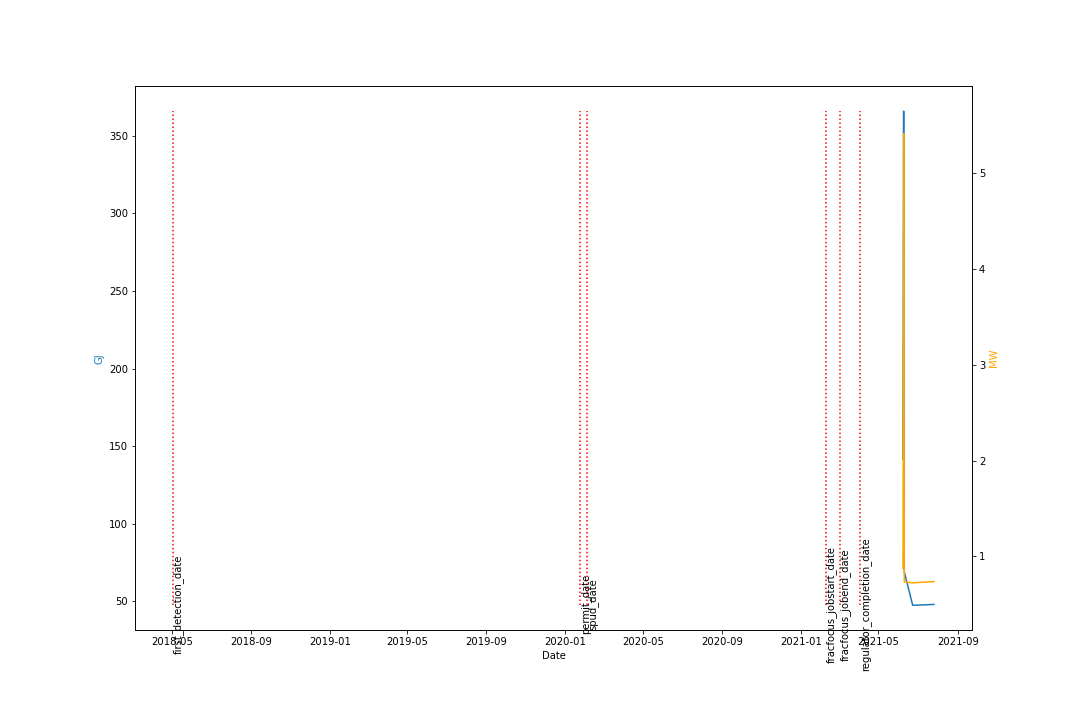 350
300
250
200
150
100
50
GJ
5
4
3
2
1
MW
first_detection_date
permit_date
spud_date
fracfocus_jobstart_date
fracfocus_jobend_date
regulator_completion_date
2018-05
2018-09
2019-01
2019-05
2019-09
2020-01
2020-05
2020-09
2021-01
2021-05
2021-09
Date